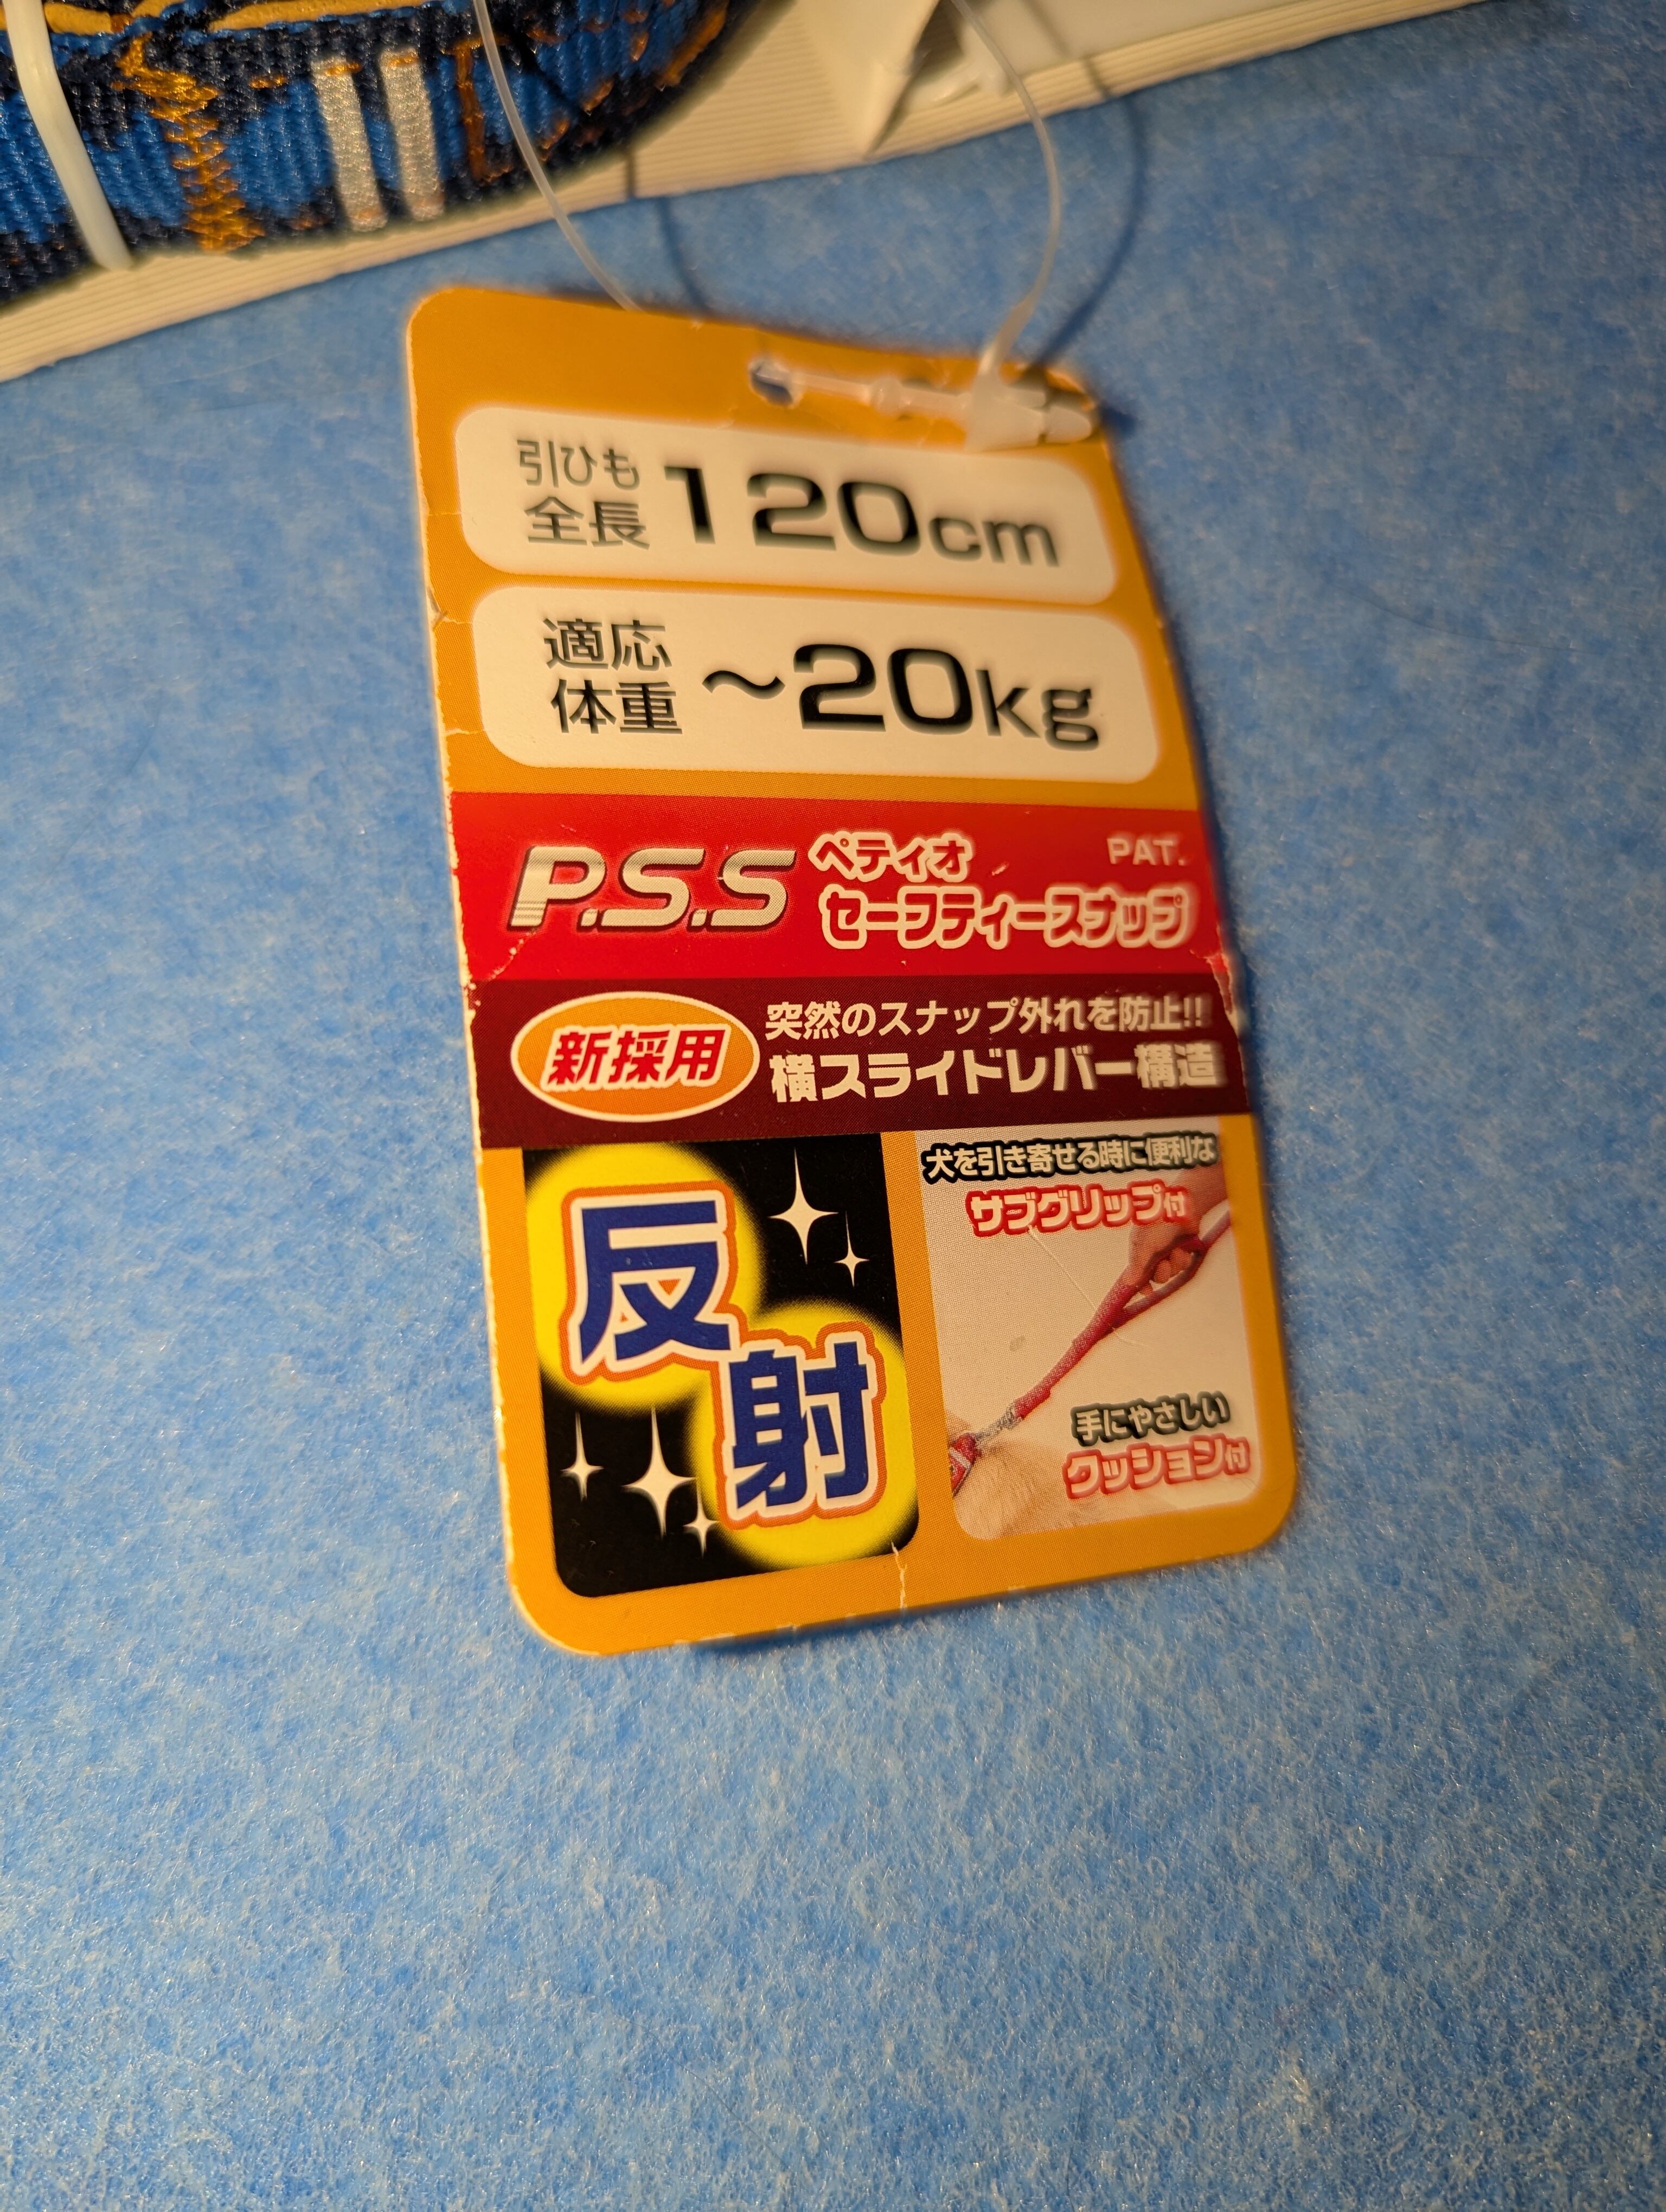 引ひも
全長 120cm
適応
体重 ~20kg
P.S.S ペティオ PAT.
セーフティースナップ
新採用
突然のスナップ外れを防止!!
横スライドレバー構造
反射
犬を引き寄せる時に便利な
サブグリップ付
手にやさしい
クッション付